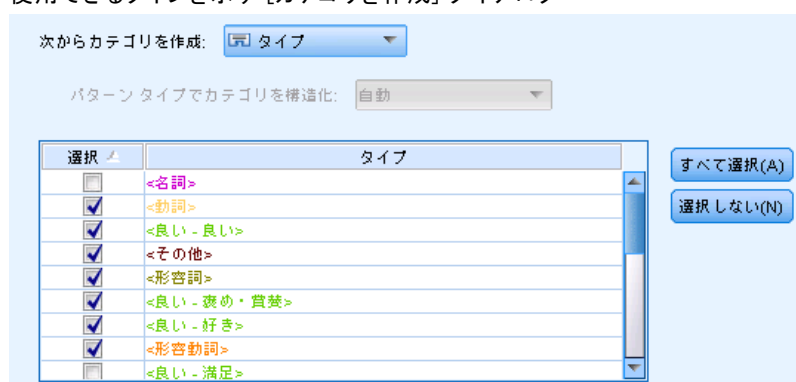 次からカテゴリを作成: タイプ
パターン タイプでカテゴリを構造化: 自動
選択 タイプ
すべて選択(A)
<名詞>
選択しない(N)
<動詞>
<良い - 良い>
<その他>
<形容詞>
<良い - 褒め・賞賛>
<良い - 好き>
<形容動詞>
<良い - 満足>